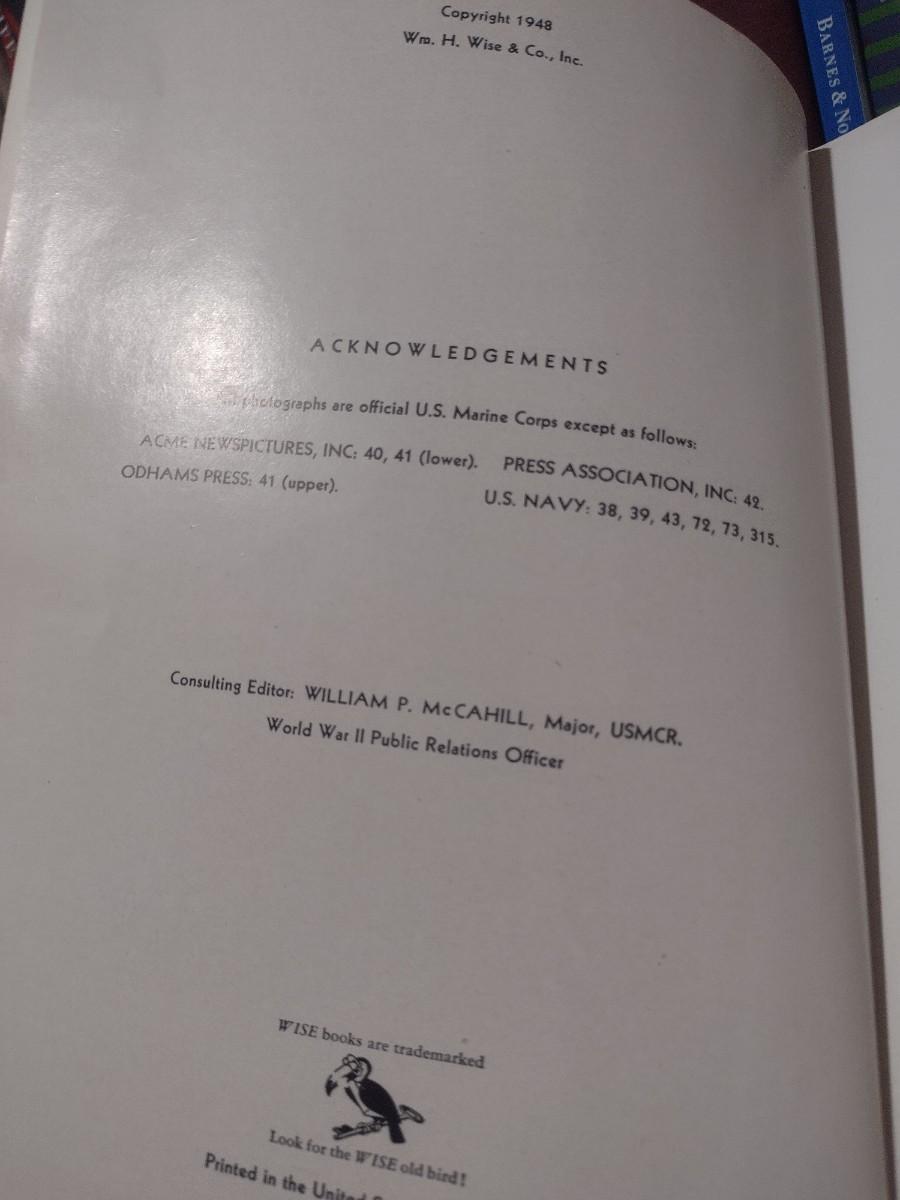 Copyright 1948
Wm. H. Wise & Co., Inc.
BARNES & NO
ACKNOWLEDGEMENTS
photographs are official U.S. Marine Corps except as follows:
ACME NEWSPICTURES, INC: 40, 41 (lower). PRESS ASSOCIATION, INC: 42.
ODHAMS PRESS: 41 (upper). U.S. NAVY: 38, 39, 43, 72, 73, 315.
Consulting Editor: WILLIAM P. McCAHILL, Major, USMCR.
World War II Public Relations Officer
WISE books are trademarked
Look for the WISE old bird!
Printed in the United